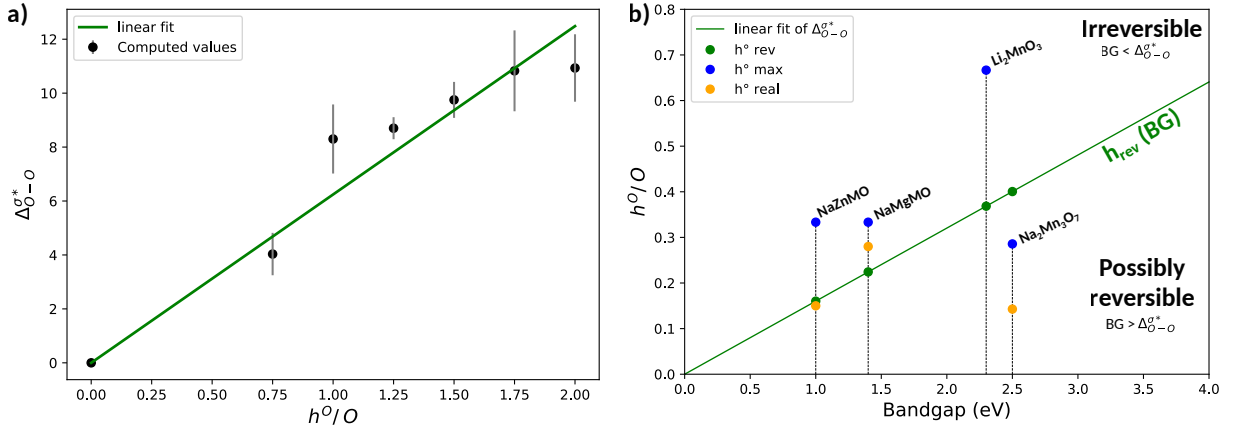 a)
linear fit
Computed values
12
10
8
6
4
2
0
Δ^{σ*}_{O−O}
0.00 0.25 0.50 0.75 1.00 1.25 1.50 1.75 2.00
h^O/O
b)
linear fit of Δ^{σ*}_{O−O}
h° rev
h° max
h° real
Irreversible
BG < Δ^{σ*}_{O−O}
Li₂MnO₃
h_{rev} (BG)
NaZnMO
NaMgMO
Na₂Mn₃O₇
Possibly
reversible
BG > Δ^{σ*}_{O−O}
0.8
0.7
0.6
0.5
0.4
0.3
0.2
0.1
0.0
h^O/O
0.0 0.5 1.0 1.5 2.0 2.5 3.0 3.5 4.0
Bandgap (eV)